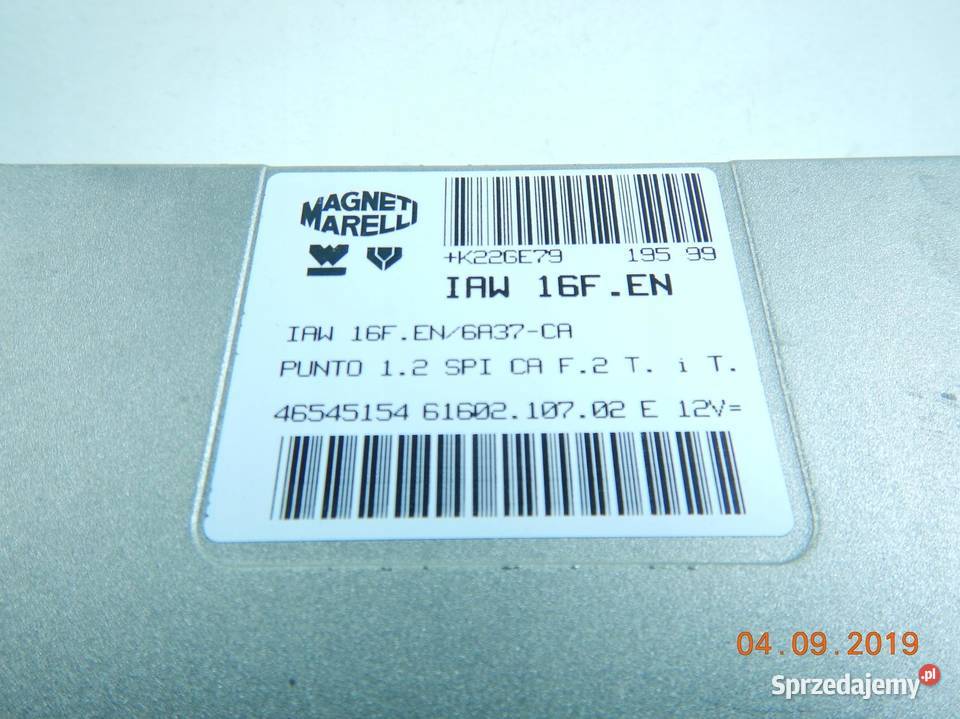 MAGNETI
MARELLI
+K22GE79 195 99
IAW 16F.EN
IAW 16F.EN/6A37-CA
PUNTO 1.2 SPI CA F.2 T. i T.
46545154 61602.107.02 E 12V=
04.09.2019
Sprzedajemy.pl